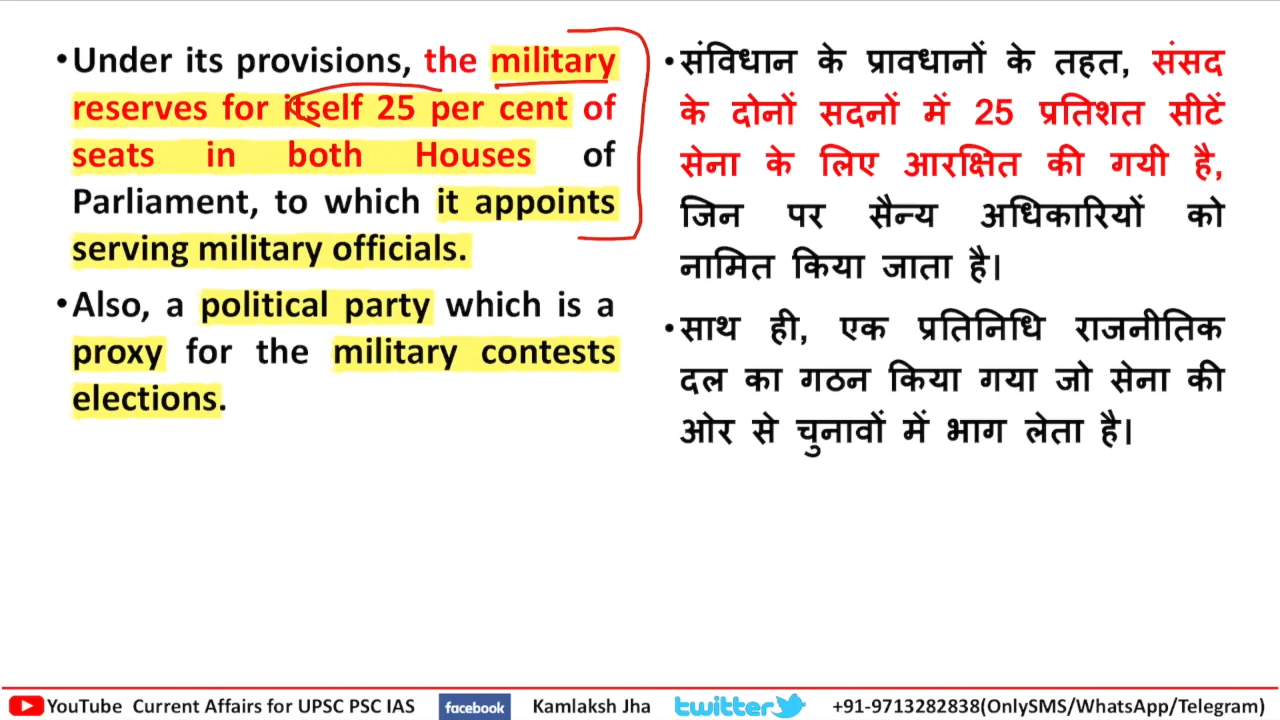 •Under its provisions, the military
reserves for itself 25 per cent of
seats in both Houses of
Parliament, to which it appoints
serving military officials.
•Also, a political party which is a
proxy for the military contests
elections.
•संविधान के प्रावधानों के तहत, संसद
के दोनों सदनों में 25 प्रतिशत सीटें
सेना के लिए आरक्षित की गयी है,
जिन पर सैन्य अधिकारियों को
नामित किया जाता है।
•साथ ही, एक प्रतिनिधि राजनीतिक
दल का गठन किया गया जो सेना की
ओर से चुनावों में भाग लेता है।
YouTube Current Affairs for UPSC PSC IAS facebook Kamlaksh Jha twitter +91-9713282838(OnlySMS/WhatsApp/Telegram)